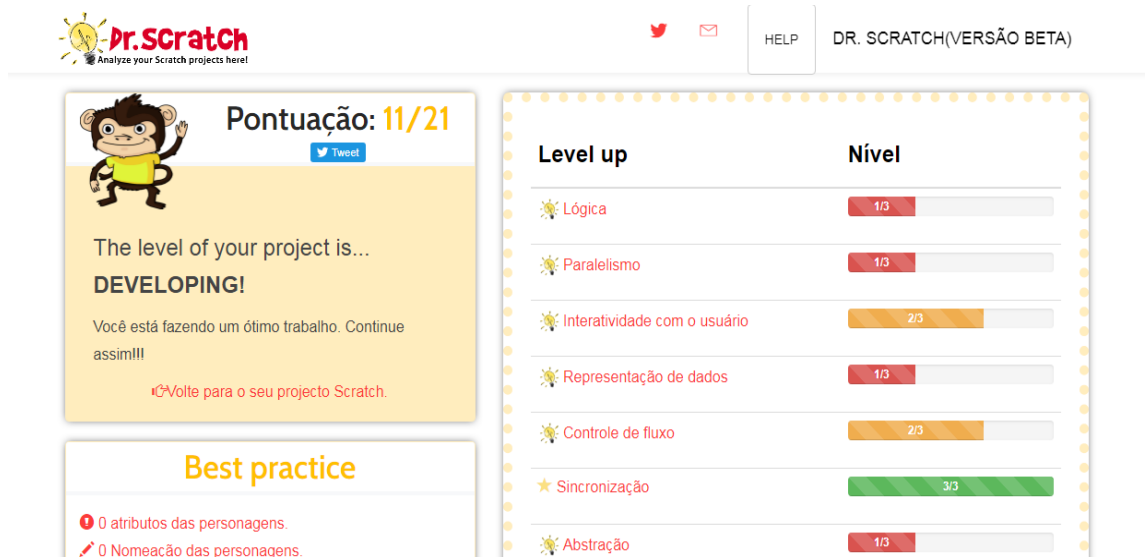 Dr.Scratch
Analyze your Scratch projects here!
HELP
DR. SCRATCH(VERSÃO BETA)
Pontuação: 11/21
Tweet
The level of your project is...
DEVELOPING!
Você está fazendo um ótimo trabalho. Continue
assim!!!
Volte para o seu projecto Scratch.
Best practice
0 atributos das personagens.
0 Nomeação das personagens.
Level up Nível
Lógica 1/3
Paralelismo 1/3
Interatividade com o usuário 2/3
Representação de dados 1/3
Controle de fluxo 2/3
Sincronização 3/3
Abstração 1/3